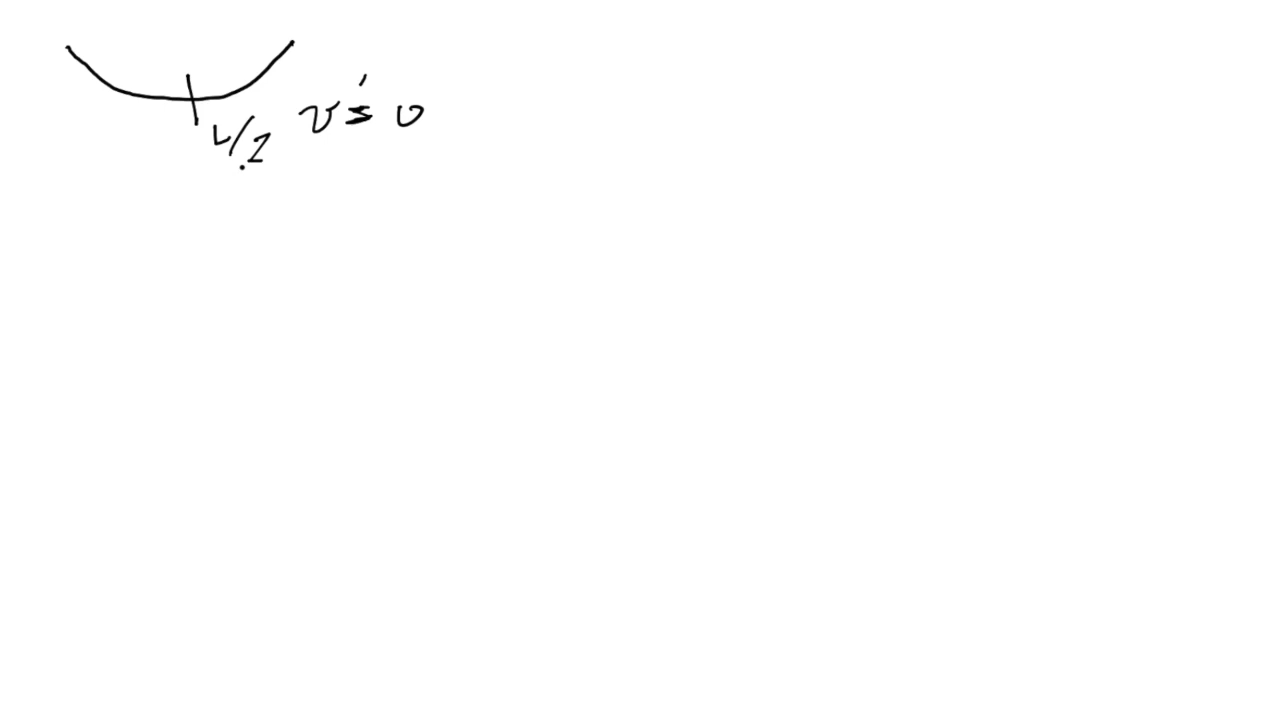 L/2
v' = 0